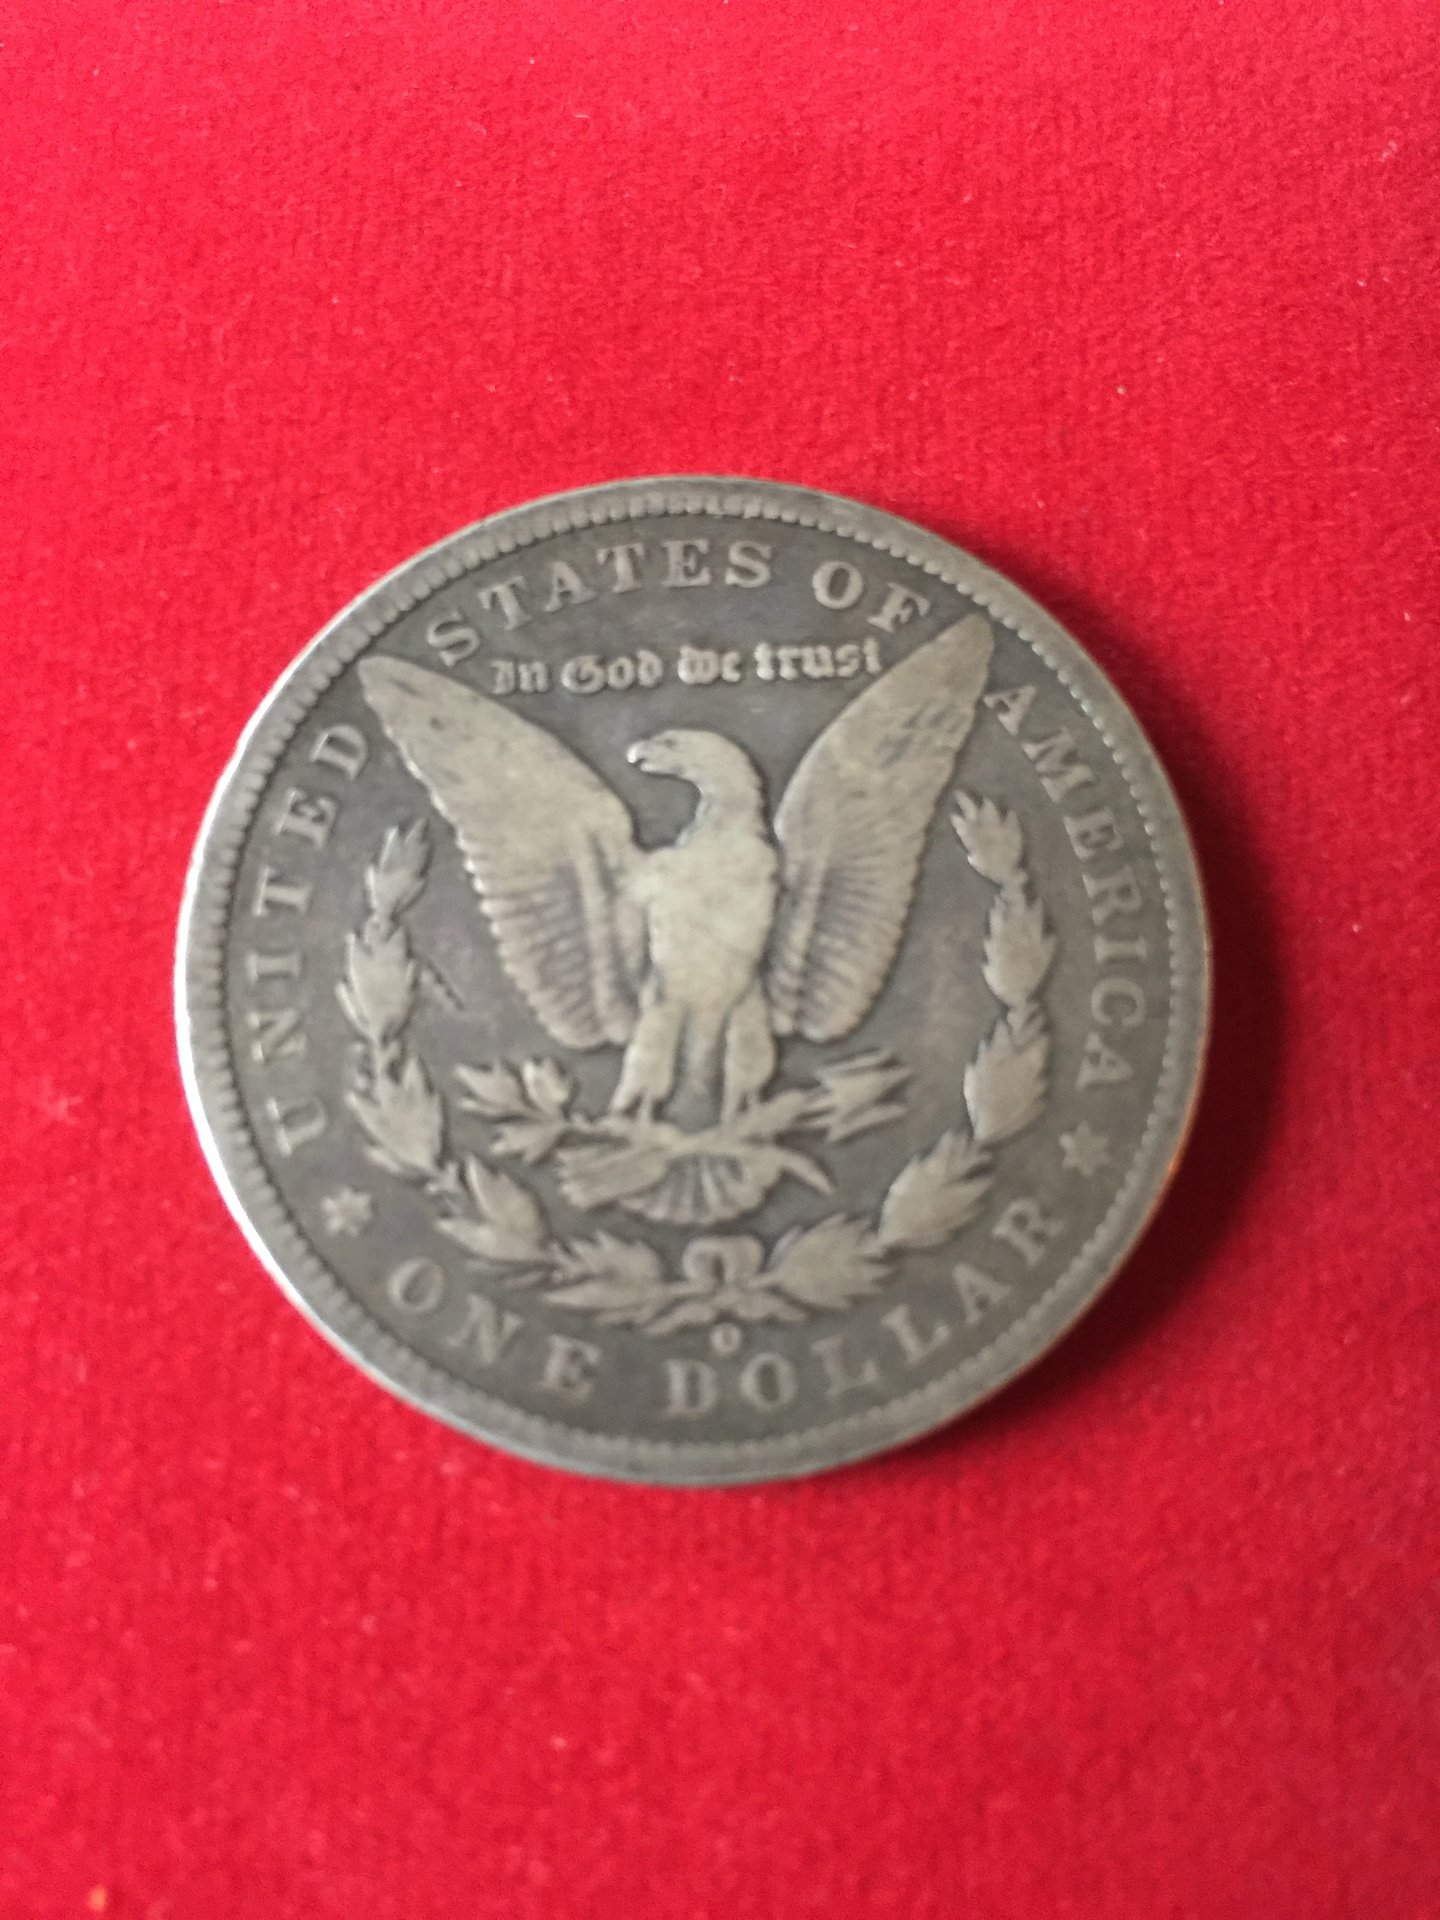 UNITED STATES OF AMERICA
In God we trust
O
ONE DOLLAR